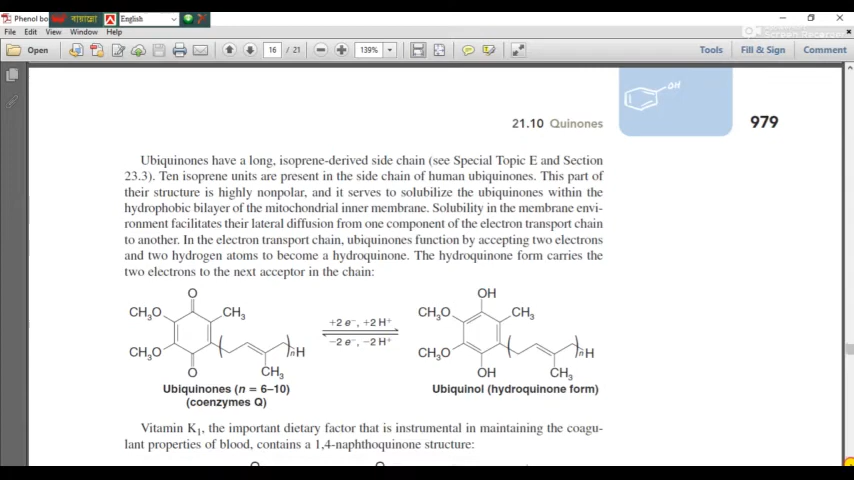 Phenol bo
বায়ান্নো
English
File Edit View Window Help
Open 16 / 21 139% Tools Fill & Sign Comment
OH
21.10 Quinones 979
Ubiquinones have a long, isoprene-derived side chain (see Special Topic E and Section
23.3). Ten isoprene units are present in the side chain of human ubiquinones. This part of
their structure is highly nonpolar, and it serves to solubilize the ubiquinones within the
hydrophobic bilayer of the mitochondrial inner membrane. Solubility in the membrane envi-
ronment facilitates their lateral diffusion from one component of the electron transport chain
to another. In the electron transport chain, ubiquinones function by accepting two electrons
and two hydrogen atoms to become a hydroquinone. The hydroquinone form carries the
two electrons to the next acceptor in the chain:
O OH
CH₃O CH₃ CH₃O CH₃
+2 e⁻, +2 H⁺
−2 e⁻, −2 H⁺
CH₃O n H CH₃O n H
O CH₃ OH CH₃
Ubiquinones (n = 6–10) Ubiquinol (hydroquinone form)
(coenzymes Q)
Vitamin K₁, the important dietary factor that is instrumental in maintaining the coagu-
lant properties of blood, contains a 1,4-naphthoquinone structure: